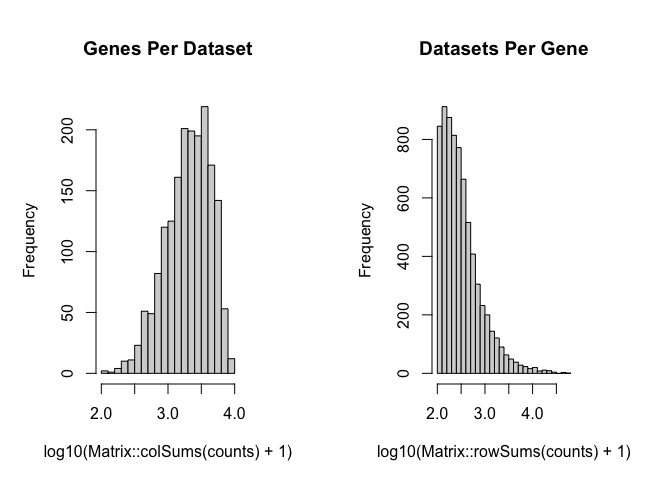 Genes Per Dataset
Frequency
200
150
100
50
0
2.0 3.0 4.0
log10(Matrix::colSums(counts) + 1)
Datasets Per Gene
Frequency
800
600
400
200
0
2.0 3.0 4.0
log10(Matrix::rowSums(counts) + 1)